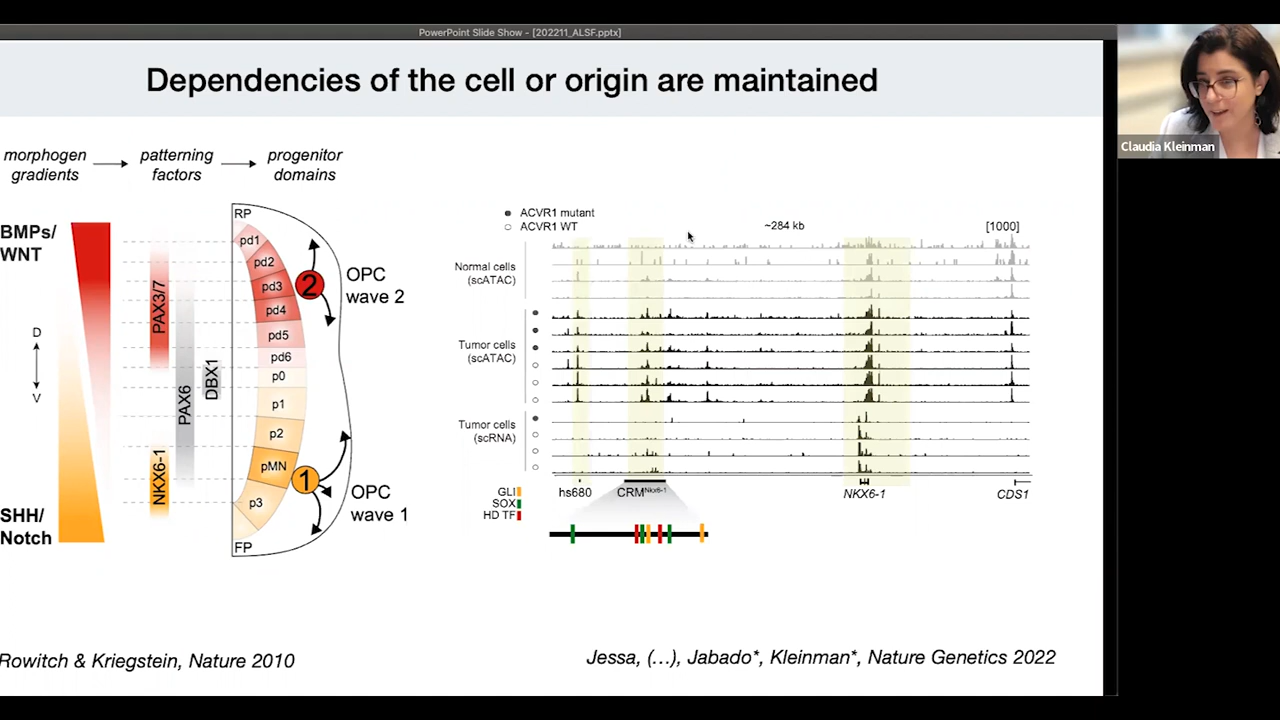 PowerPoint Slide Show - [202211_ALSF.pptx]
Dependencies of the cell or origin are maintained
morphogen
gradients
patterning
factors
progenitor
domains
BMPs/
WNT
D
V
SHH/
Notch
PAX3/7
NKX6-1
PAX6
DBX1
RP
pd1
pd2
pd3
pd4
pd5
pd6
p0
p1
p2
pMN
p3
FP
2
OPC
wave 2
1
OPC
wave 1
ACVR1 mutant
ACVR1 WT
~284 kb
[1000]
Normal cells
(scATAC)
Tumor cells
(scATAC)
Tumor cells
(scRNA)
hs680
CRMNkx6-1
NKX6-1
CDS1
GLI
SOX
HD TF
Rowitch & Kriegstein, Nature 2010
Jessa, (...), Jabado*, Kleinman*, Nature Genetics 2022
Claudia Kleinman